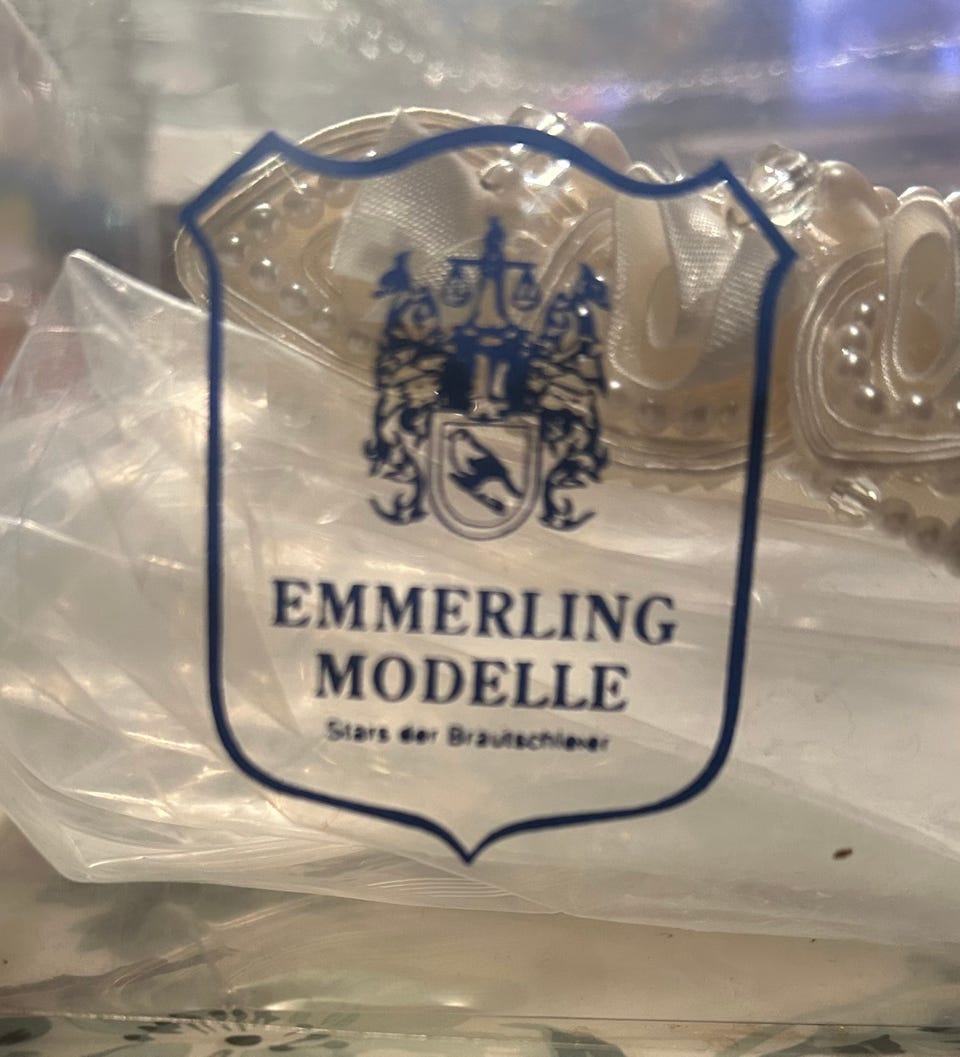 EMMERLING
MODELLE
Stars der Brautschleier